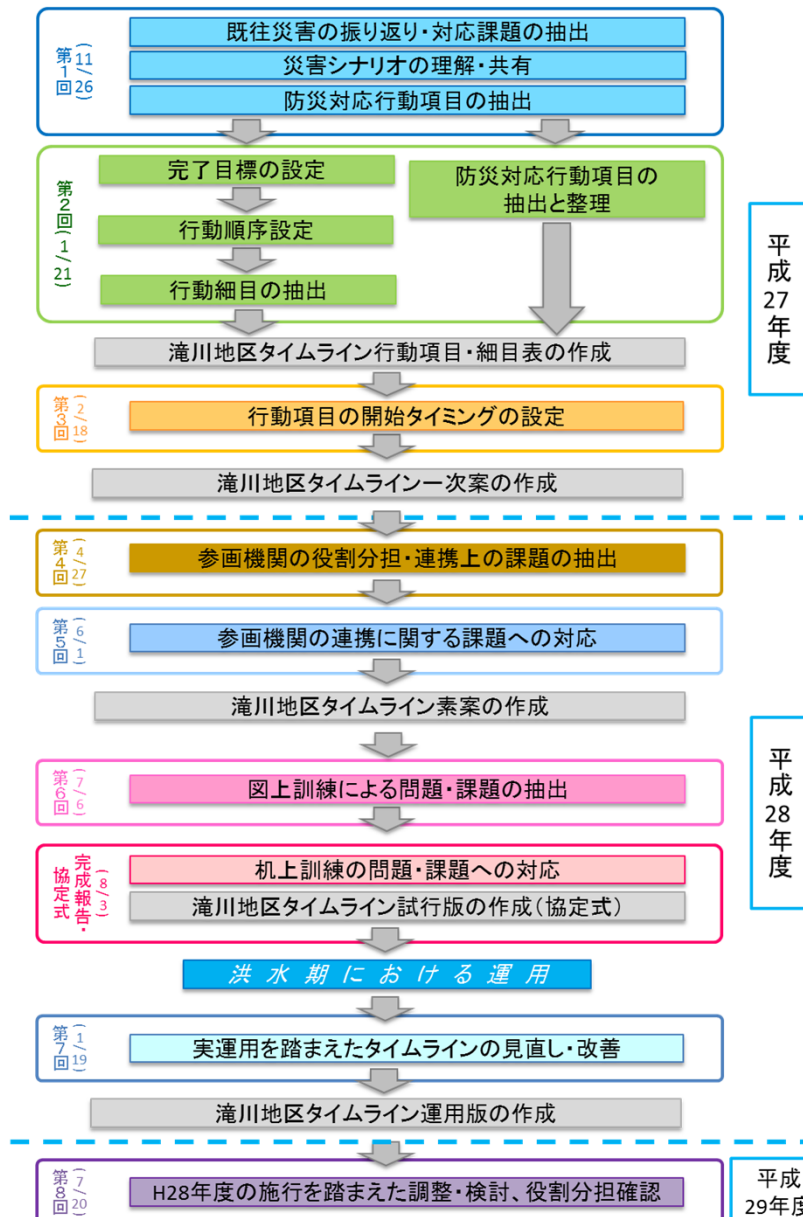 第1回(11/26)
既往災害の振り返り・対応課題の抽出
災害シナリオの理解・共有
防災対応行動項目の抽出
第2回(1/21)
完了目標の設定
行動順序設定
行動細目の抽出
防災対応行動項目の
抽出と整理
平成27年度
滝川地区タイムライン行動項目・細目表の作成
第3回(2/18)
行動項目の開始タイミングの設定
滝川地区タイムライン一次案の作成
第4回(4/27)
参画機関の役割分担・連携上の課題の抽出
第5回(6/1)
参画機関の連携に関する課題への対応
滝川地区タイムライン素案の作成
平成28年度
第6回(7/6)
図上訓練による問題・課題の抽出
完成報告・
協定式
(8/3)
机上訓練の問題・課題への対応
滝川地区タイムライン試行版の作成(協定式)
洪水期における運用
第7回(1/19)
実運用を踏まえたタイムラインの見直し・改善
滝川地区タイムライン運用版の作成
第8回(7/20)
H28年度の施行を踏まえた調整・検討、役割分担確認
平成
29年度